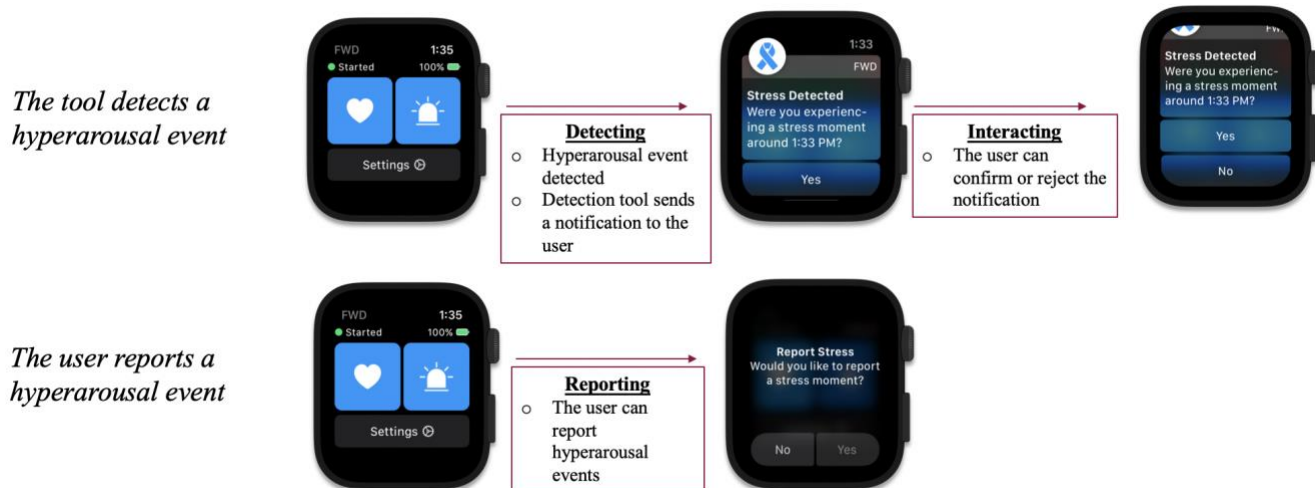 The tool detects a
hyperarousal event
FWD 1:35
Started 100%
Settings
Detecting
o Hyperarousal event
detected
o Detection tool sends
a notification to the
user
1:33
FWD
Stress Detected
Were you experienc-
ing a stress moment
around 1:33 PM?
Yes
Interacting
o The user can
confirm or reject the
notification
Stress Detected
Were you experienc-
ing a stress moment
around 1:33 PM?
Yes
No
The user reports a
hyperarousal event
FWD 1:35
Started 100%
Settings
Reporting
o The user can
report
hyperarousal
events
Report Stress
Would you like to report
a stress moment?
No Yes